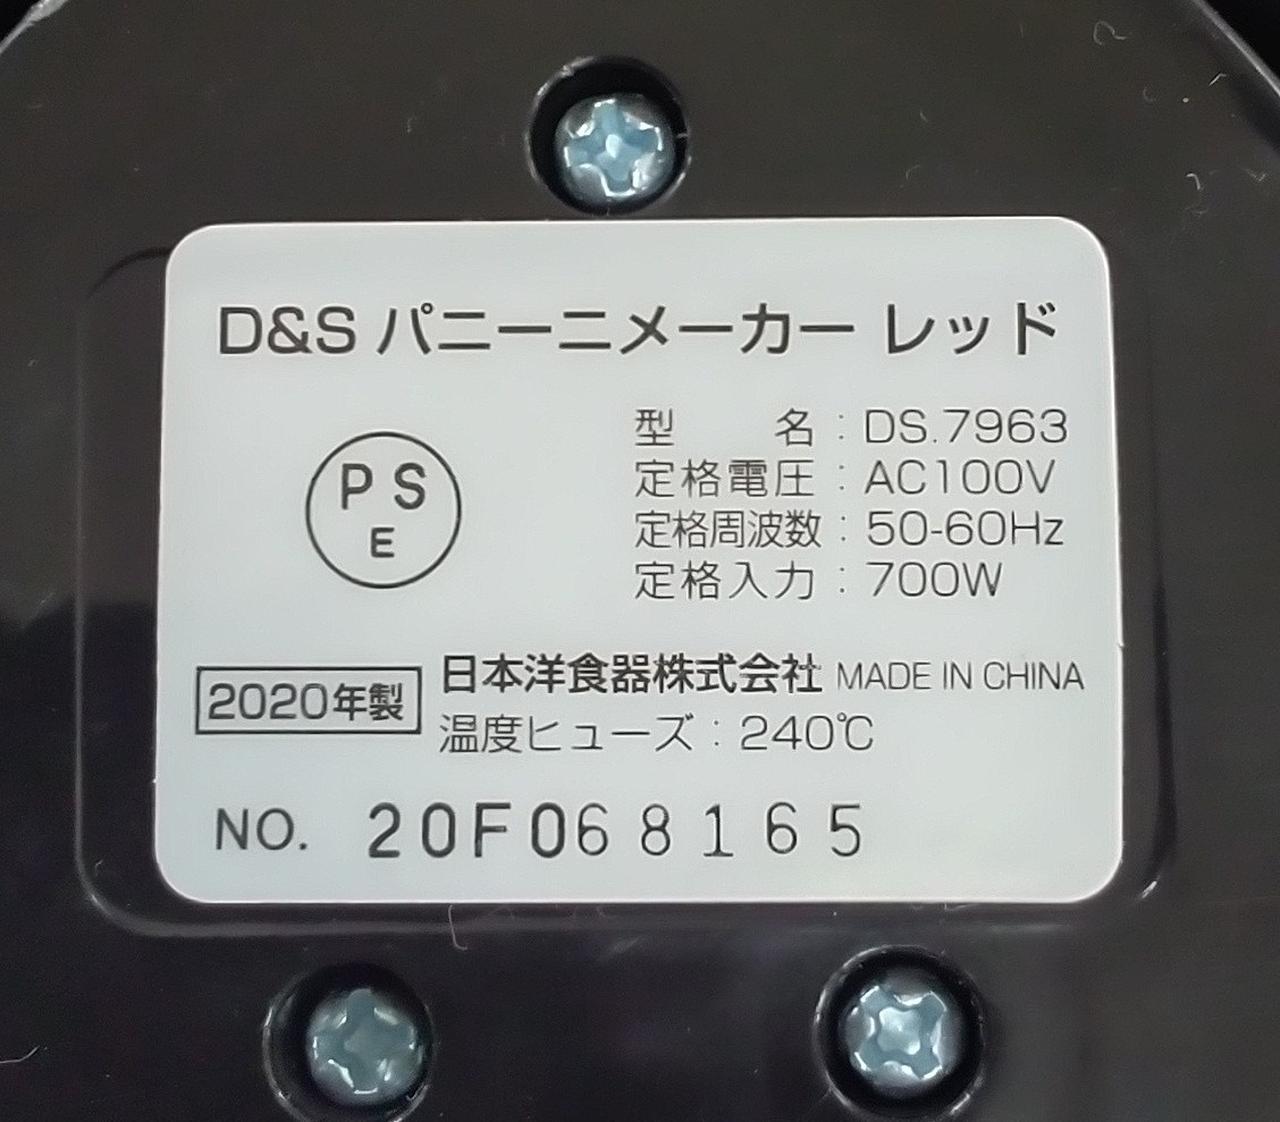 D&S パニーニメーカー レッド
PS
E
型名：DS.7963
定格電圧：AC100V
定格周波数：50-60Hz
定格入力：700W
2020年製
日本洋食器株式会社 MADE IN CHINA
温度ヒューズ：240℃
NO. 20F068165